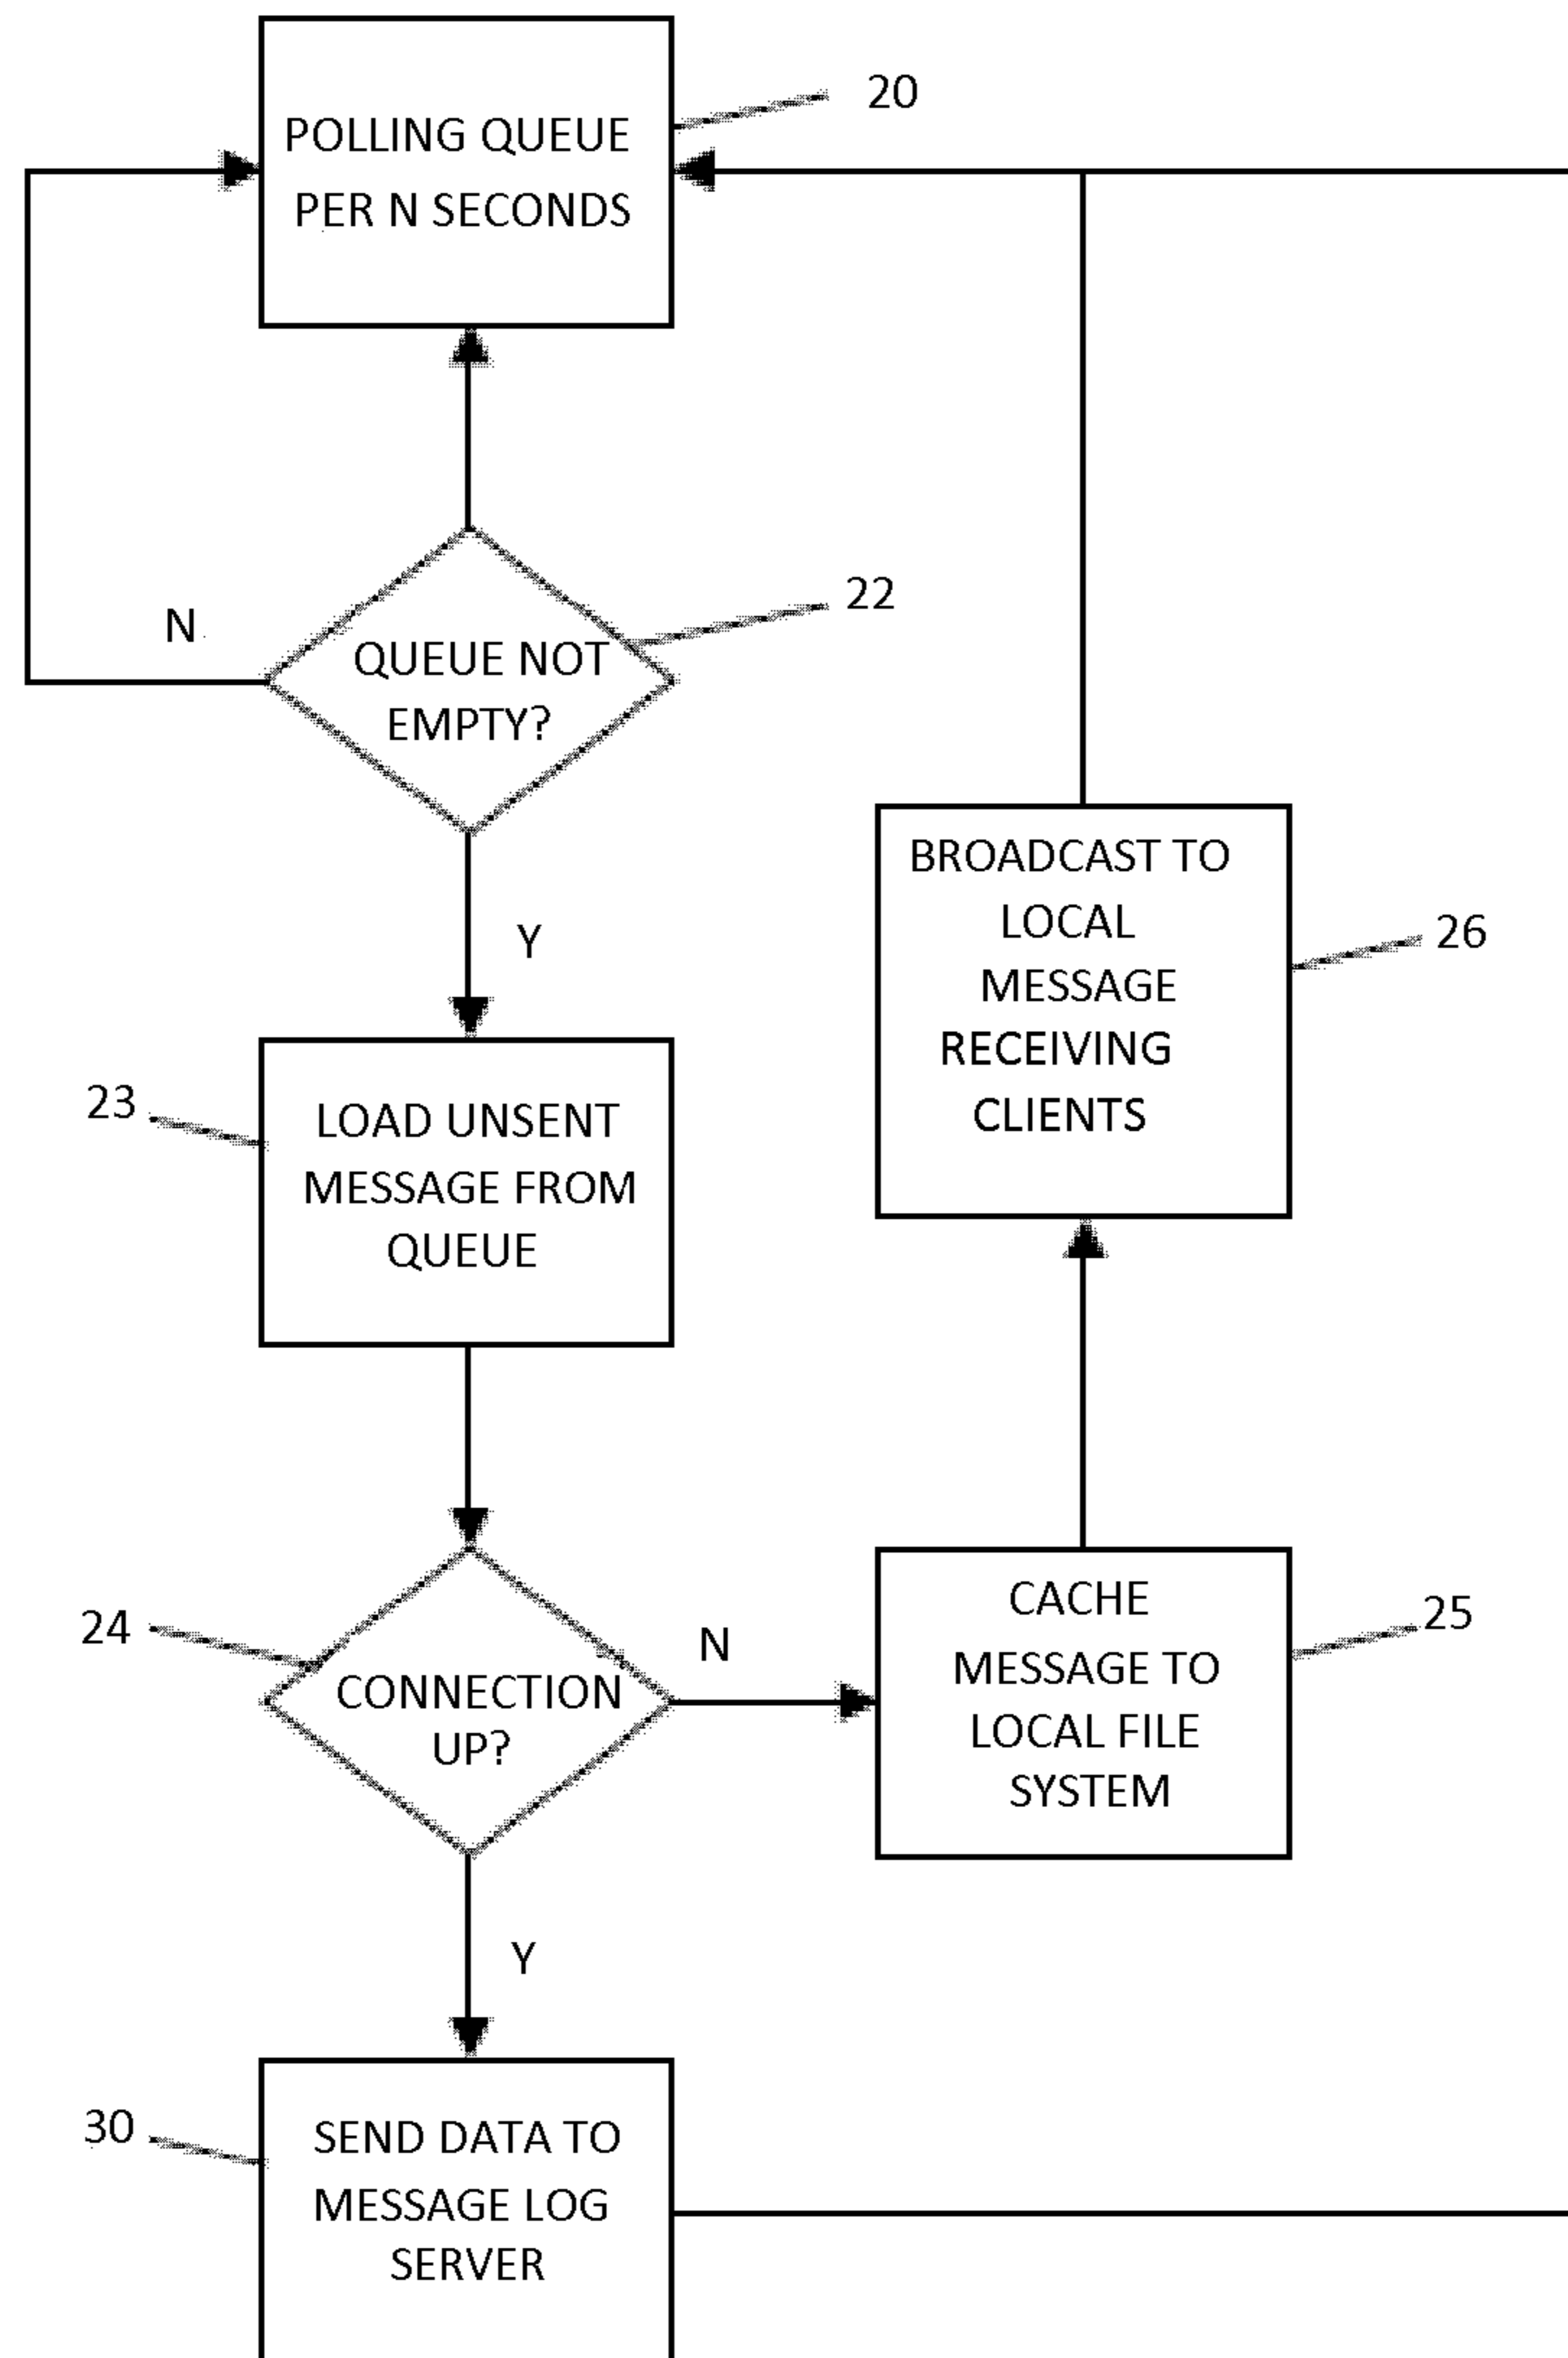 POLLING QUEUE
PER N SECONDS
20
N
QUEUE NOT
EMPTY?
22
Y
BROADCAST TO
LOCAL
MESSAGE
RECEIVING
CLIENTS
26
23
LOAD UNSENT
MESSAGE FROM
QUEUE
24
CONNECTION
UP?
N
CACHE
MESSAGE TO
LOCAL FILE
SYSTEM
25
Y
30
SEND DATA TO
MESSAGE LOG
SERVER